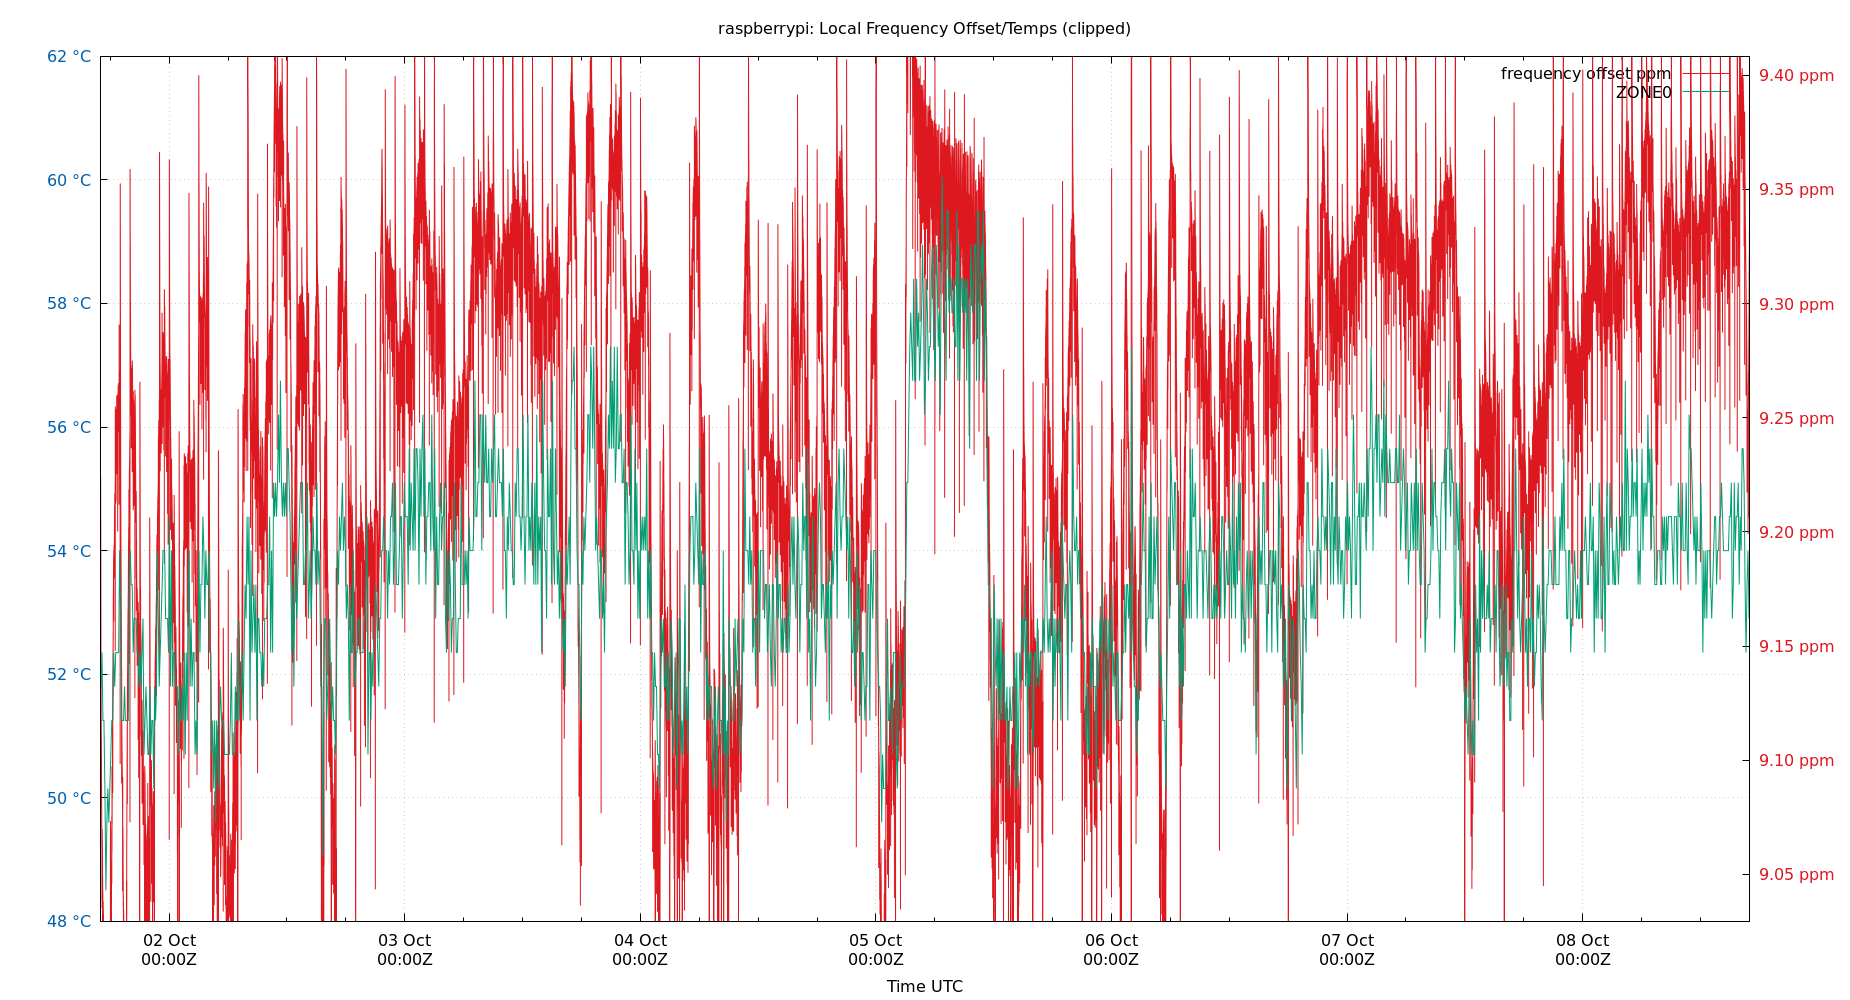 raspberrypi: Local Frequency Offset/Temps (clipped)
62 °C
60 °C
58 °C
56 °C
54 °C
52 °C
50 °C
48 °C
frequency offset ppm
ZONE0
9.40 ppm
9.35 ppm
9.30 ppm
9.25 ppm
9.20 ppm
9.15 ppm
9.10 ppm
9.05 ppm
02 Oct 03 Oct 04 Oct 05 Oct 06 Oct 07 Oct 08 Oct
00:00Z 00:00Z 00:00Z 00:00Z 00:00Z 00:00Z 00:00Z
Time UTC